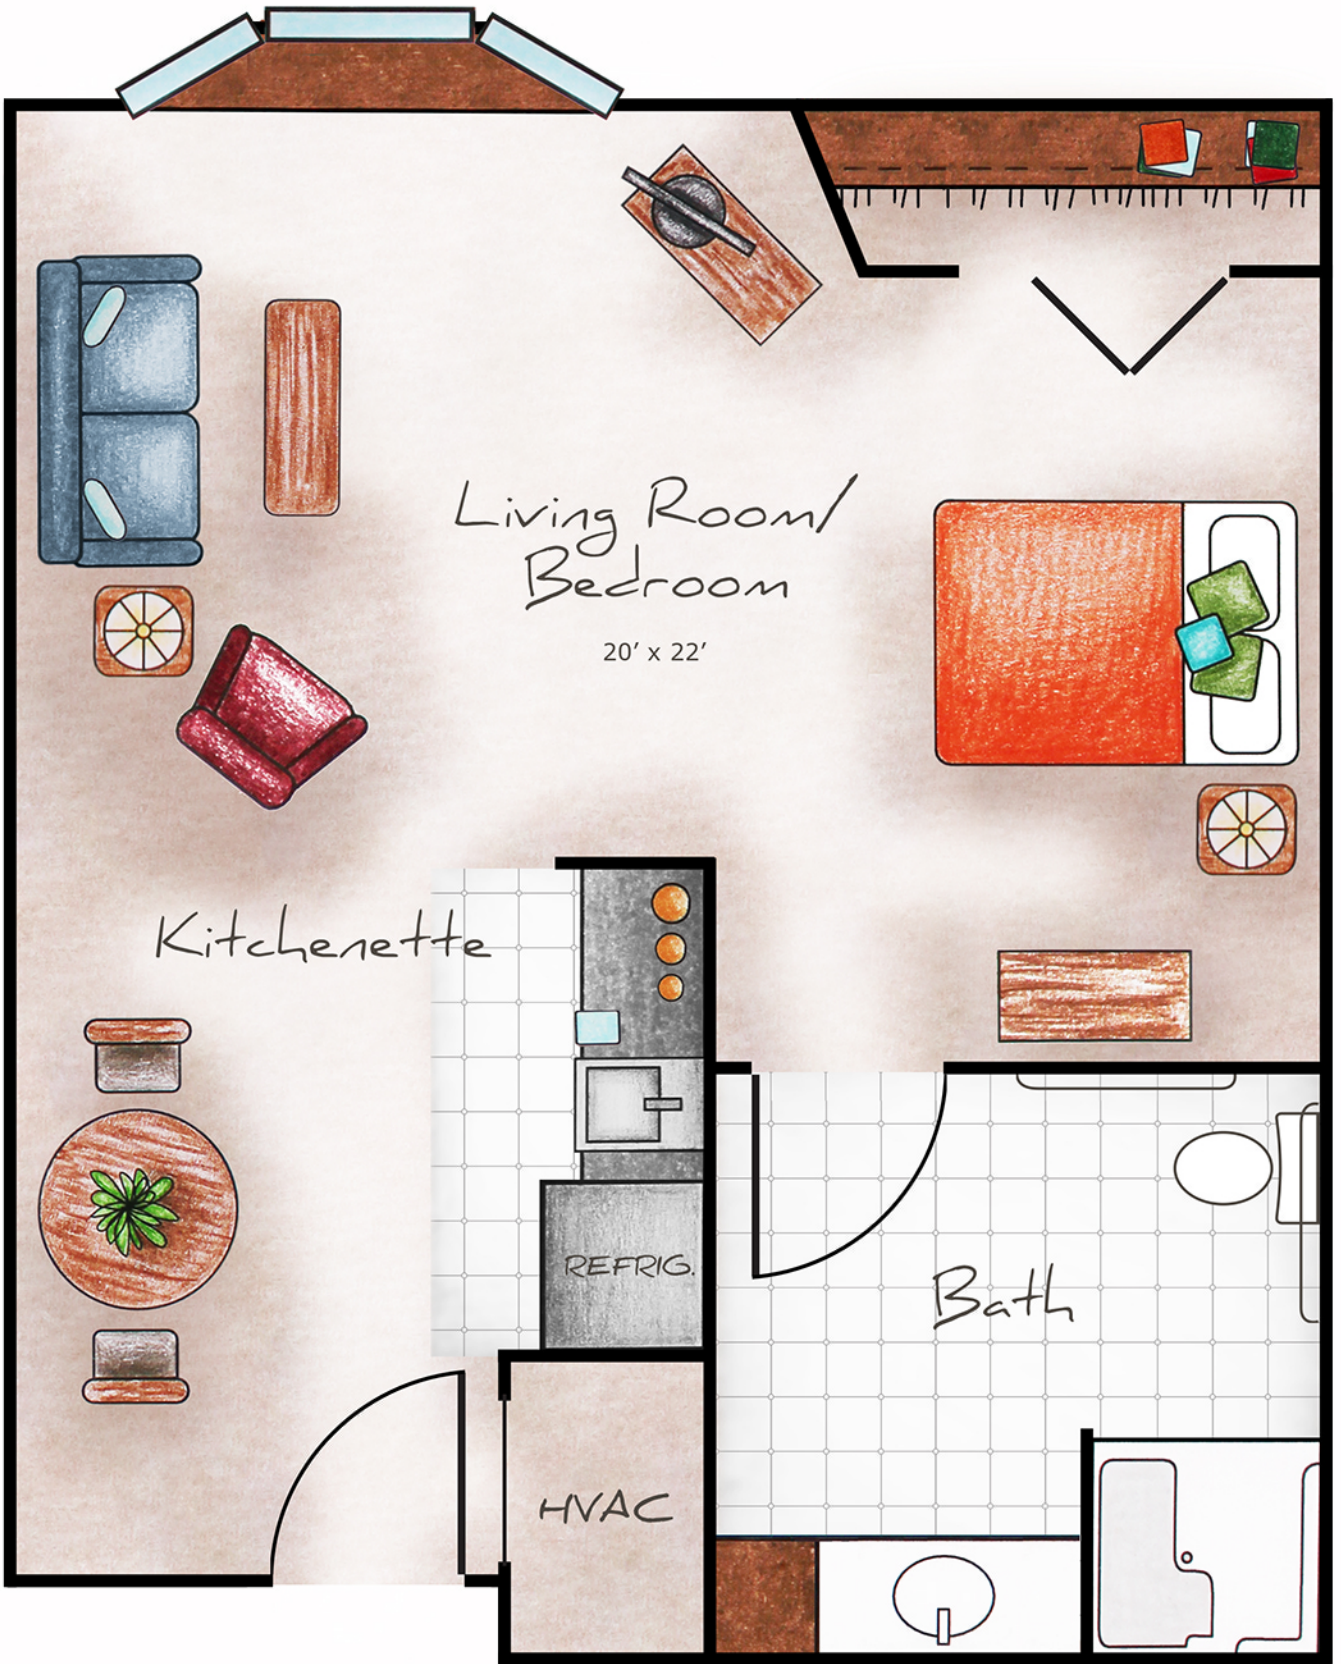 Living Room/
Bedroom
20' x 22'
Kitchenette
REFRIG.
Bath
HVAC